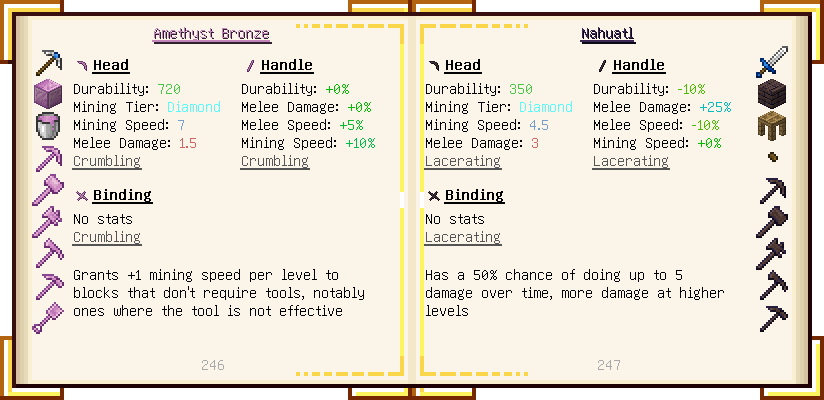 Amethyst Bronze
Head
Durability: 720
Mining Tier: Diamond
Mining Speed: 7
Melee Damage: 1.5
Crumbling
Handle
Durability: +0%
Melee Damage: +0%
Melee Speed: +5%
Mining Speed: +10%
Crumbling
Binding
No stats
Crumbling
Grants +1 mining speed per level to
blocks that don't require tools, notably
ones where the tool is not effective
246
Nahuatl
Head
Durability: 350
Mining Tier: Diamond
Mining Speed: 4.5
Melee Damage: 3
Lacerating
Handle
Durability: -10%
Melee Damage: +25%
Melee Speed: -10%
Mining Speed: +0%
Lacerating
Binding
No stats
Lacerating
Has a 50% chance of doing up to 5
damage over time, more damage at higher
levels
247